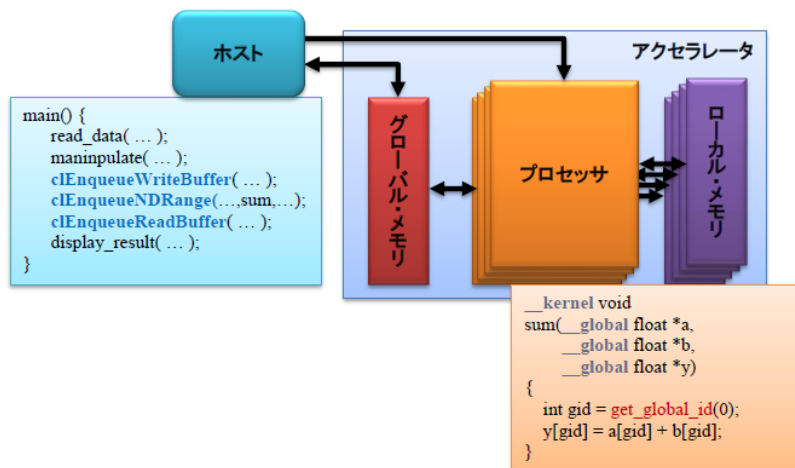 ホスト
アクセラレータ
main() {
read_data( … );
maninpulate( … );
clEnqueueWriteBuffer( … );
clEnqueueNDRange(…,sum,…);
clEnqueueReadBuffer( … );
display_result( … );
}
グローバル・メモリ
プロセッサ
ローカル・メモリ
__kernel void
sum(__global float *a,
__global float *b,
__global float *y)
{
int gid = get_global_id(0);
y[gid] = a[gid] + b[gid];
}